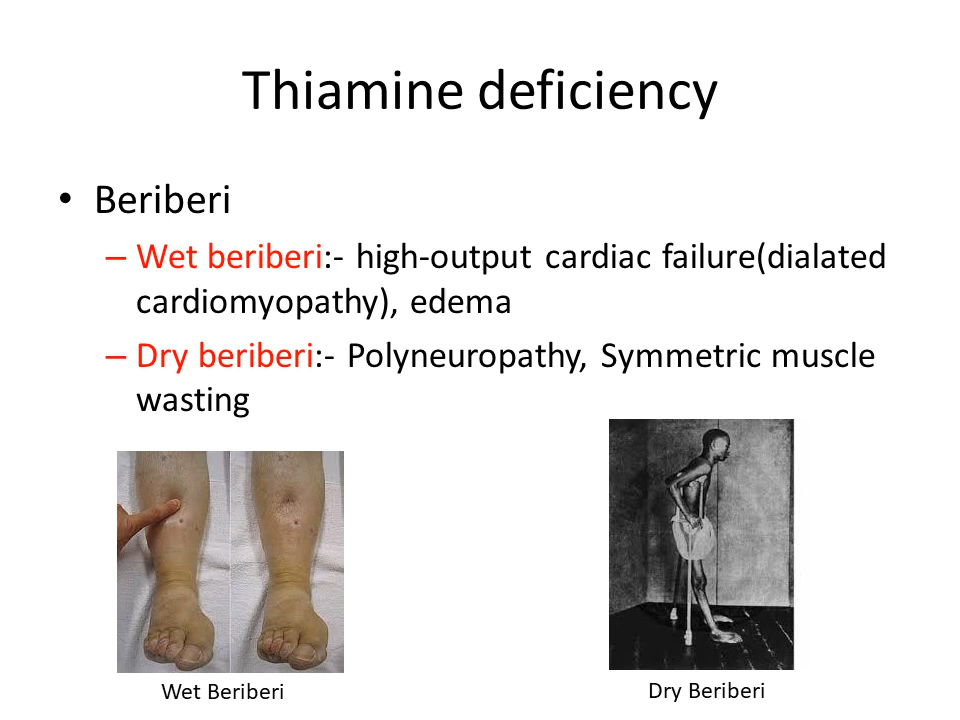 Thiamine deficiency
• Beriberi
– Wet beriberi:- high-output cardiac failure(dialated
cardiomyopathy), edema
– Dry beriberi:- Polyneuropathy, Symmetric muscle
wasting
Wet Beriberi
Dry Beriberi